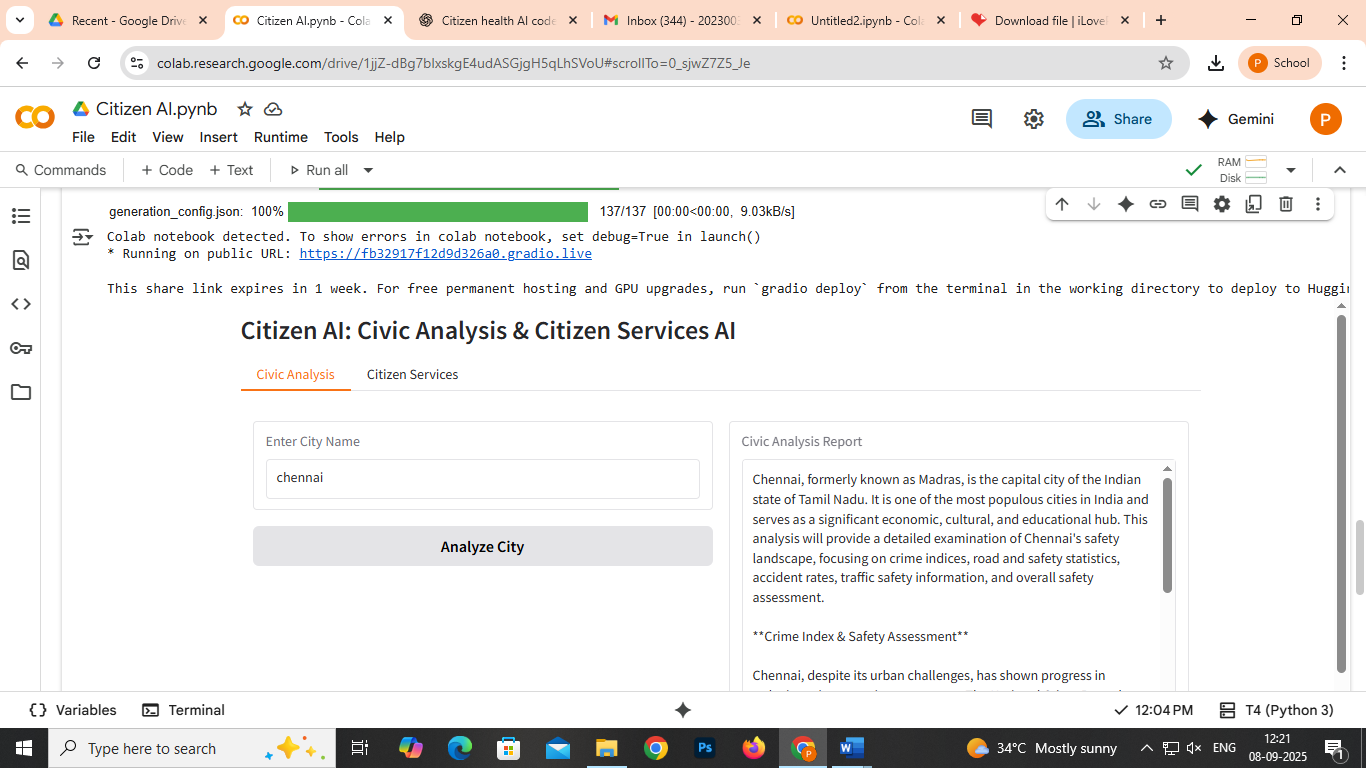 Recent - Google Drive
Citizen AI.pynb - Cola
Citizen health AI code
Inbox (344) - 202300
Untitled2.ipynb - Cola
Download file | iLove
colab.research.google.com/drive/1jjZ-dBg7bIxskgE4udASGjgH5qLhSVoU#scrollTo=0_sjwZ7Z5_Je
P School
CO
Citizen AI.pynb
File Edit View Insert Runtime Tools Help
Share
Gemini
P
Commands
+ Code + Text
Run all
RAM
Disk
generation_config.json: 100% 137/137 [00:00<00:00, 9.03kB/s]
Colab notebook detected. To show errors in colab notebook, set debug=True in launch()
* Running on public URL: https://fb32917f12d9d326a0.gradio.live
This share link expires in 1 week. For free permanent hosting and GPU upgrades, run `gradio deploy` from the terminal in the working directory to deploy to Huggin
Citizen AI: Civic Analysis & Citizen Services AI
Civic Analysis
Citizen Services
Enter City Name
chennai
Analyze City
Civic Analysis Report
Chennai, formerly known as Madras, is the capital city of the Indian
state of Tamil Nadu. It is one of the most populous cities in India and
serves as a significant economic, cultural, and educational hub. This
analysis will provide a detailed examination of Chennai's safety
landscape, focusing on crime indices, road and safety statistics,
accident rates, traffic safety information, and overall safety
assessment.
**Crime Index & Safety Assessment**
Chennai, despite its urban challenges, has shown progress in
Variables
Terminal
12:04 PM
T4 (Python 3)
Type here to search
Ps
W
34°C Mostly sunny
ENG
12:21
08-09-2025
1